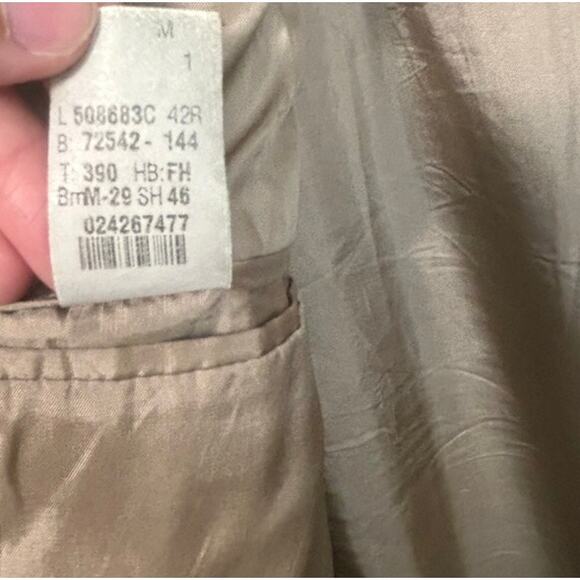 M
1
L 508683C 42R
B: 72542- 144
T: 390 HB:FH
BmM-29 SH 46
024267477